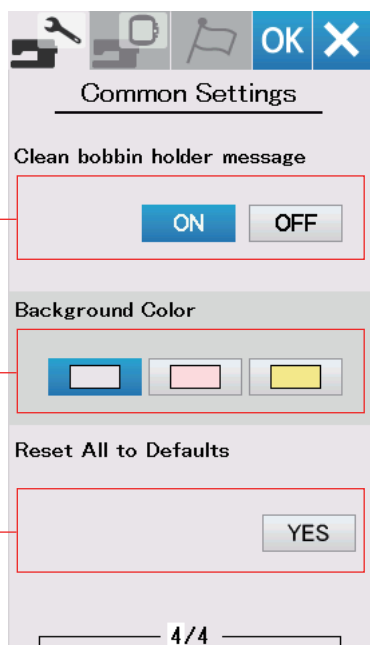 OK
Common Settings
Clean bobbin holder message
ON OFF
Background Color
Reset All to Defaults
YES
4/4